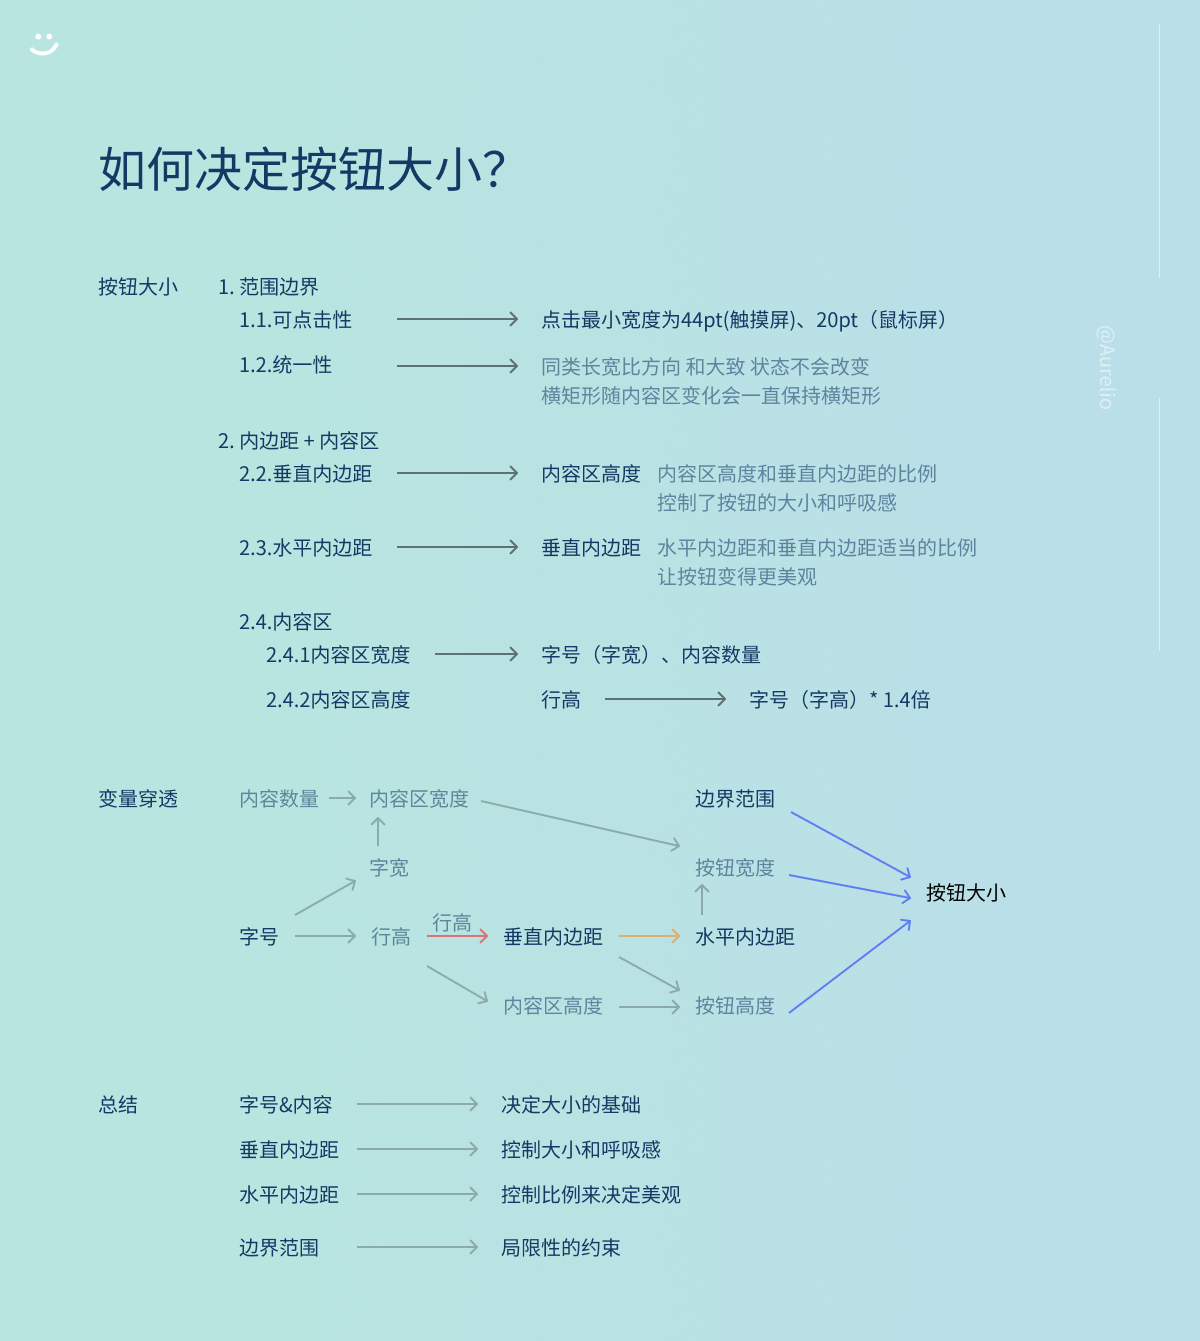 如何决定按钮大小?
按钮大小 1. 范围边界
1.1.可点击性 点击最小宽度为44pt(触摸屏)、20pt（鼠标屏）
1.2.统一性 同类长宽比方向 和大致 状态不会改变
横矩形随内容区变化会一直保持横矩形
2. 内边距 + 内容区
2.2.垂直内边距 内容区高度 内容区高度和垂直内边距的比例
控制了按钮的大小和呼吸感
2.3.水平内边距 垂直内边距 水平内边距和垂直内边距适当的比例
让按钮变得更美观
2.4.内容区
2.4.1内容区宽度 字号（字宽）、内容数量
2.4.2内容区高度 行高 字号（字高）* 1.4倍
变量穿透 内容数量 内容区宽度 边界范围
字宽 按钮宽度
按钮大小
行高
字号 行高 垂直内边距 水平内边距
内容区高度 按钮高度
总结 字号&内容 决定大小的基础
垂直内边距 控制大小和呼吸感
水平内边距 控制比例来决定美观
边界范围 局限性的约束
@Aurelio